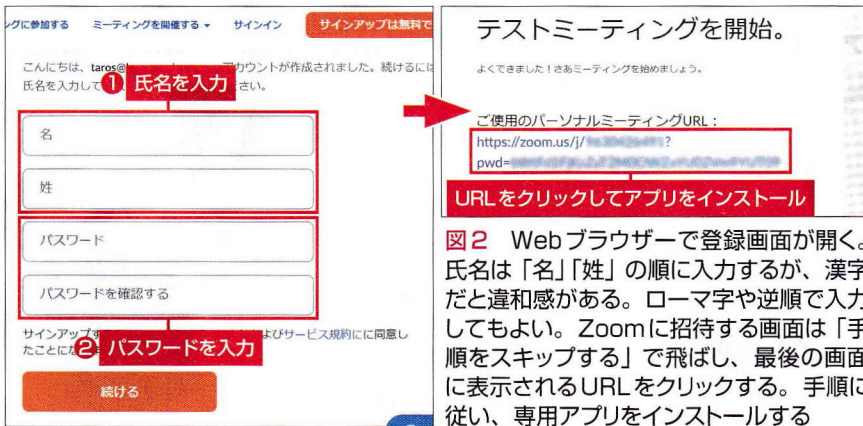 ングに参加する ミーティングを開催する サインイン サインアップは無料で
こんにちは、taros@ アカウントが作成されました。続けるには
氏名を入力して さい。
❶ 氏名を入力
名
姓
パスワード
パスワードを確認する
サインアップす よびサービス規約にに同意し
たことにな
❷ パスワードを入力
続ける
テストミーティングを開始。
よくできました！さあミーティングを始めましょう。
ご使用のパーソナルミーティングURL：
https://zoom.us/j/ ?
pwd=
URLをクリックしてアプリをインストール
図2 Webブラウザーで登録画面が開く。
氏名は「名」「姓」の順に入力するが、漢字
だと違和感がある。ローマ字や逆順で入力
してもよい。Zoomに招待する画面は「手
順をスキップする」で飛ばし、最後の画面
に表示されるURLをクリックする。手順に
従い、専用アプリをインストールする